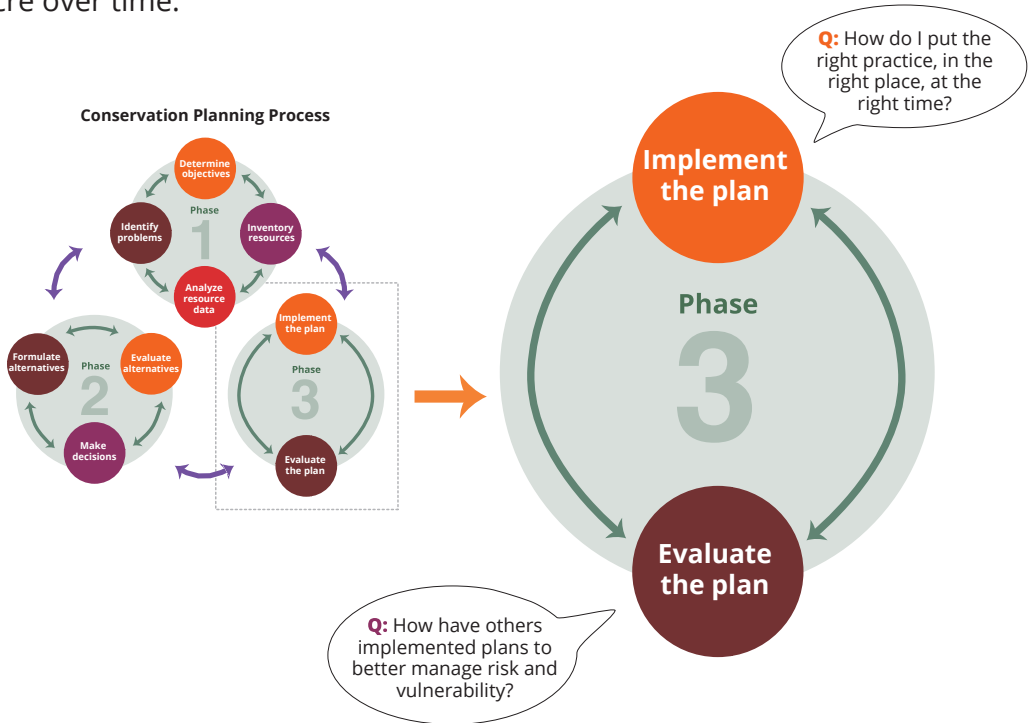 cre over time.
Q: How do I put the
right practice, in the
right place, at the
right time?
Conservation Planning Process
Determine
objectives
Phase
1
Identify
problems
Inventory
resources
Analyze
resource
data
Formulate
alternatives
Evaluate
alternatives
Phase
2
Make
decisions
Implement
the plan
Phase
3
Evaluate
the plan
Implement
the plan
Phase
3
Evaluate
the plan
Q: How have others
implemented plans to
better manage risk and
vulnerability?